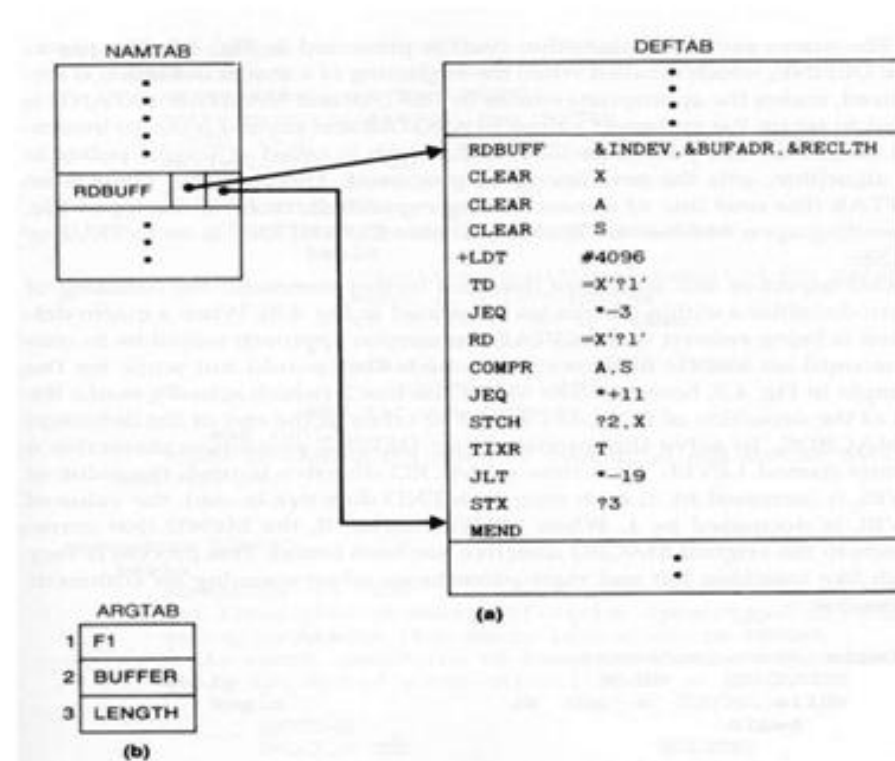 NAMTAB
RDBUFF
DEFTAB
RDBUFF &INDEV,&BUFADR,&RECLTH
CLEAR X
CLEAR A
CLEAR S
+LDT #4096
TD =X'?1'
JEQ *-3
RD =X'?1'
COMPR A,S
JEQ *+11
STCH ?2,X
TIXR T
JLT *-19
STX ?3
MEND
(a)
ARGTAB
1 F1
2 BUFFER
3 LENGTH
(b)